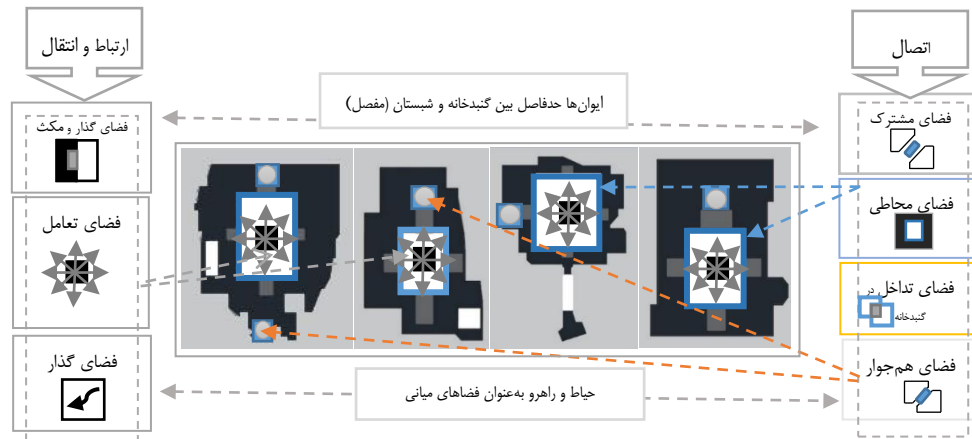 اتصال
ارتباط و انتقال
ایوان‌ها حدفاصل بین گنبدخانه و شبستان (مفصل)
فضای مشترک
فضای گذار و مکث
فضای محاطی
فضای تعامل
فضای تداخل در
گنبدخانه
فضای هم‌جوار
فضای گذار
حیاط و راهرو به‌عنوان فضاهای میانی